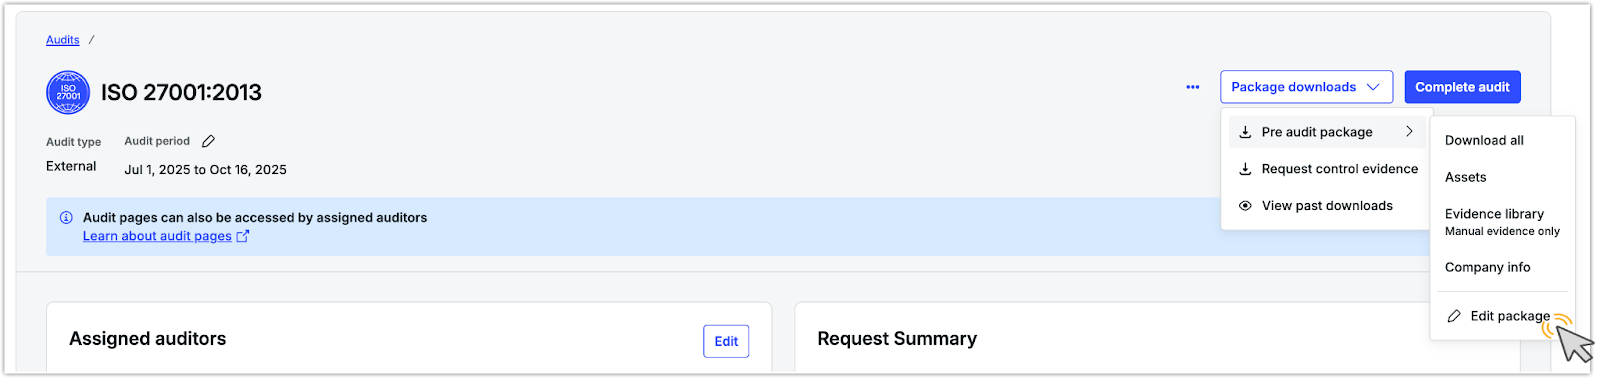 Audits /
ISO 27001
ISO 27001:2013
Package downloads
Complete audit
Audit type
Audit period
External
Jul 1, 2025 to Oct 16, 2025
Pre audit package
Request control evidence
View past downloads
Download all
Assets
Evidence library
Manual evidence only
Company info
Edit package
Audit pages can also be accessed by assigned auditors
Learn about audit pages
Assigned auditors
Edit
Request Summary